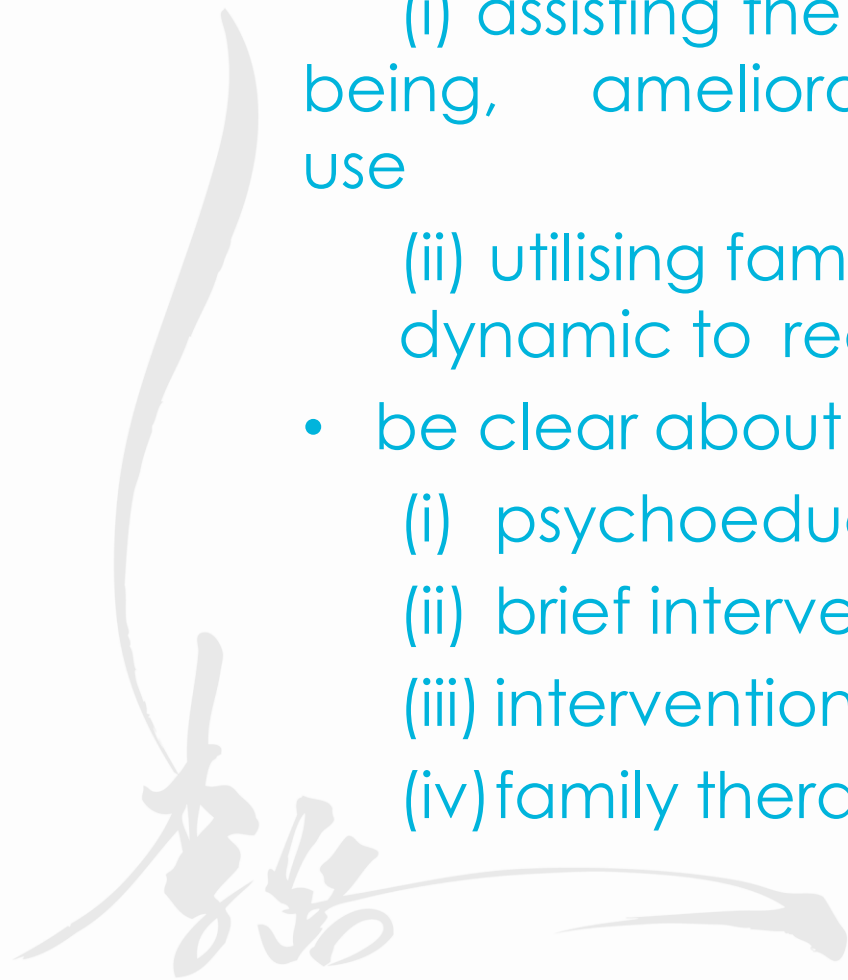 (i) assisting the
being, ameliora
use
(ii) utilising fam
dynamic to re
• be clear about
(i) psychoedu
(ii) brief interve
(iii) intervention
(iv) family thera